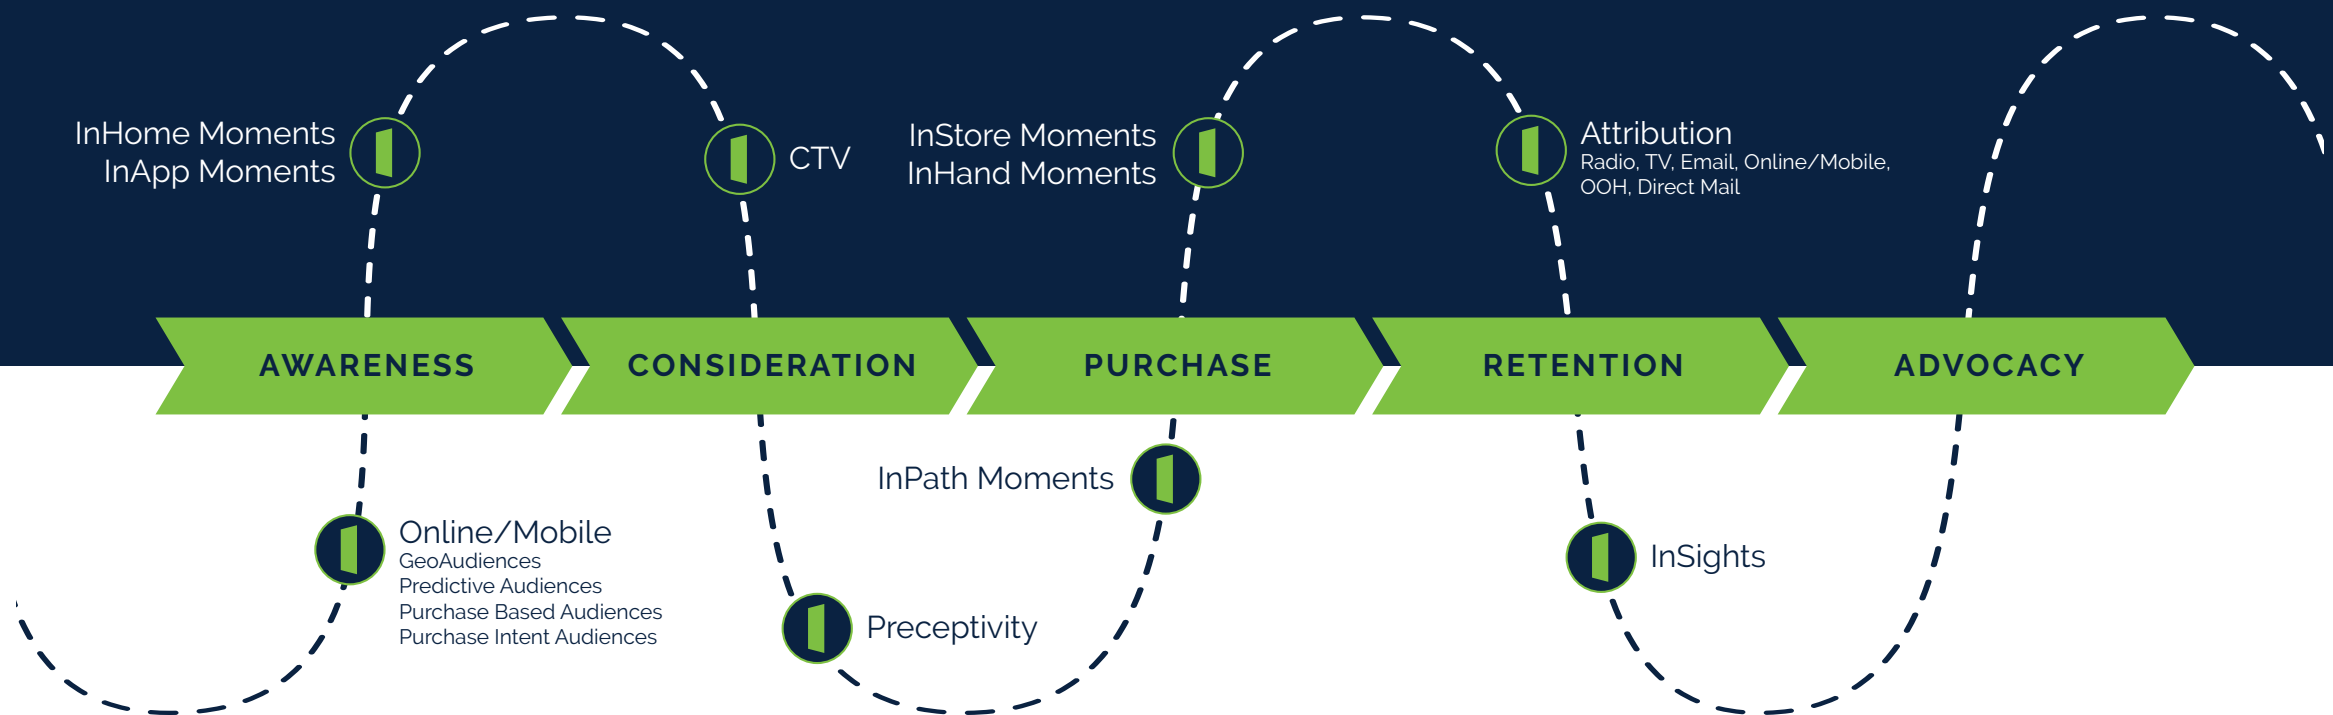 InHome Moments
InApp Moments
CTV
InStore Moments
InHand Moments
Attribution
Radio, TV, Email, Online/Mobile,
OOH, Direct Mail
AWARENESS
CONSIDERATION
PURCHASE
RETENTION
ADVOCACY
Online/Mobile
GeoAudiences
Predictive Audiences
Purchase Based Audiences
Purchase Intent Audiences
Preceptivity
InPath Moments
InSights